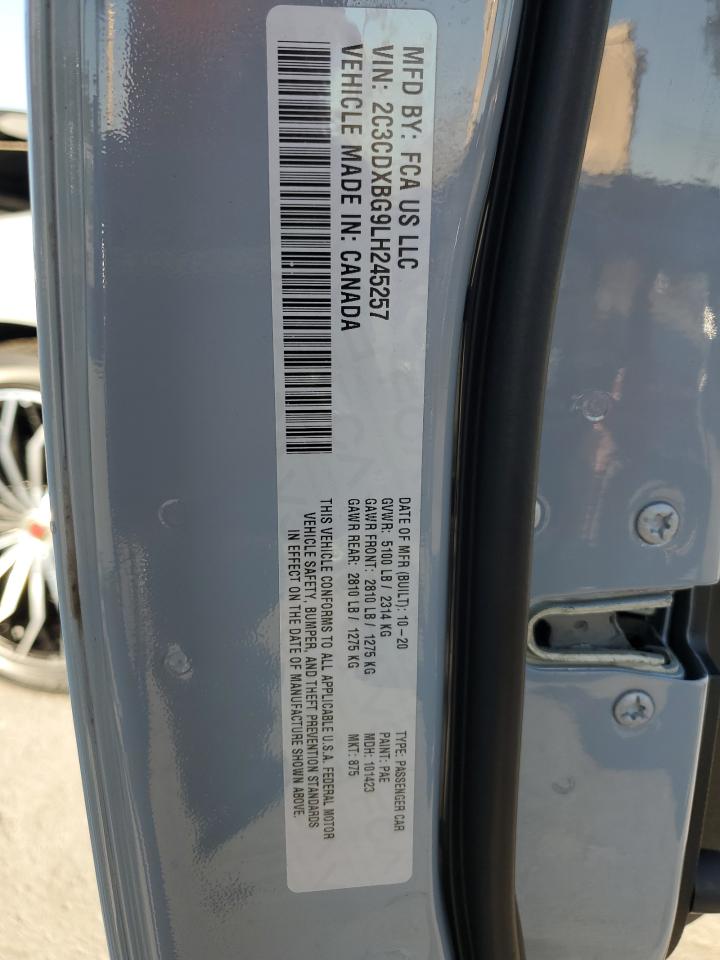 MFD BY: FCA US LLC
VIN: 2C3CDXBG9LH245257
VEHICLE MADE IN: CANADA
DATE OF MFR (BUILT): 10-20
GVWR: 5100 LB / 2314 KG
GAWR FRONT: 2810 LB / 1275 KG
GAWR REAR: 2810 LB / 1275 KG
TYPE: PASSENGER CAR
PAINT: PAE
MDH: 101423
MKT: 875
THIS VEHICLE CONFORMS TO ALL APPLICABLE U.S.A. FEDERAL MOTOR
VEHICLE SAFETY, BUMPER, AND THEFT PREVENTION STANDARDS
IN EFFECT ON THE DATE OF MANUFACTURE SHOWN ABOVE.